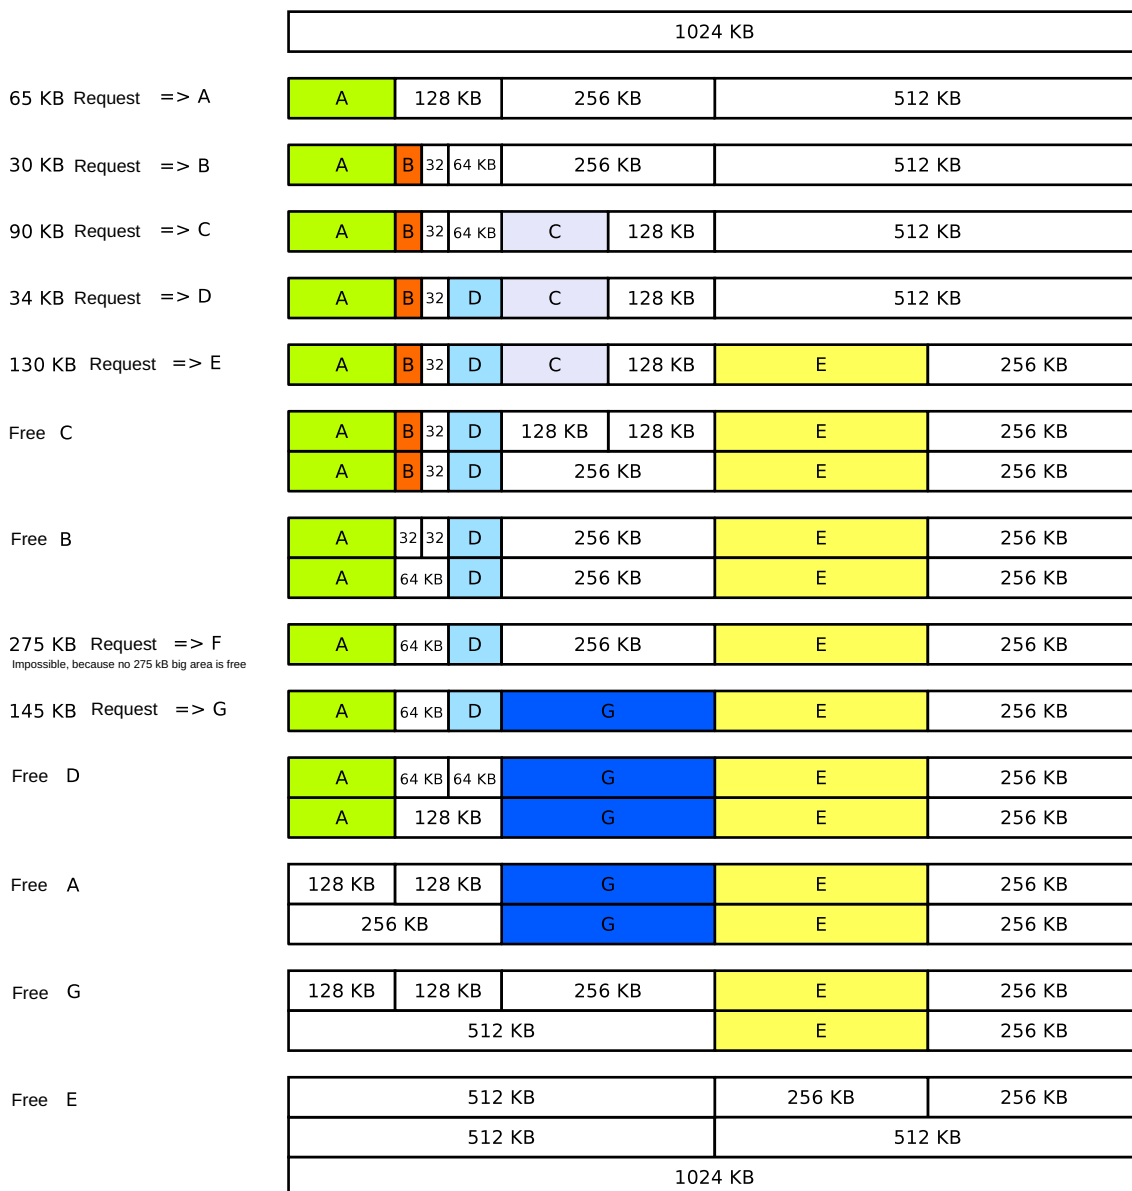 1024 KB
65 KB Request => A A 128 KB 256 KB 512 KB
30 KB Request => B A B 32 64 KB 256 KB 512 KB
90 KB Request => C A B 32 64 KB C 128 KB 512 KB
34 KB Request => D A B 32 D C 128 KB 512 KB
130 KB Request => E A B 32 D C 128 KB E 256 KB
Free C A B 32 D 128 KB 128 KB E 256 KB
A B 32 D 256 KB E 256 KB
Free B A 32 32 D 256 KB E 256 KB
A 64 KB D 256 KB E 256 KB
275 KB Request => F A 64 KB D 256 KB E 256 KB
Impossible, because no 275 kB big area is free
145 KB Request => G A 64 KB D G E 256 KB
Free D A 64 KB 64 KB G E 256 KB
A 128 KB G E 256 KB
Free A 128 KB 128 KB G E 256 KB
256 KB G E 256 KB
Free G 128 KB 128 KB 256 KB E 256 KB
512 KB E 256 KB
Free E 512 KB 256 KB 256 KB
512 KB 512 KB
1024 KB